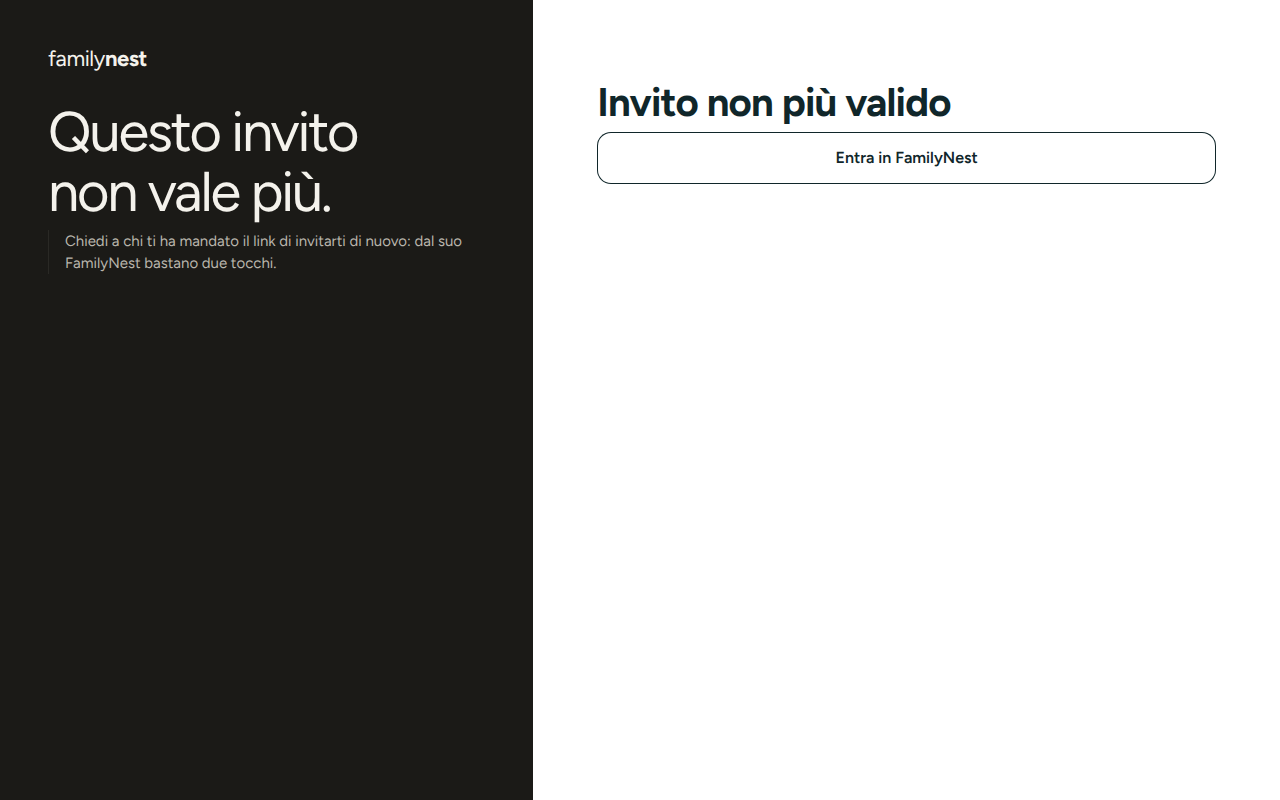 familynest
Questo invito
non vale più.
Chiedi a chi ti ha mandato il link di invitarti di nuovo: dal suo
FamilyNest bastano due tocchi.
Invito non più valido
Entra in FamilyNest